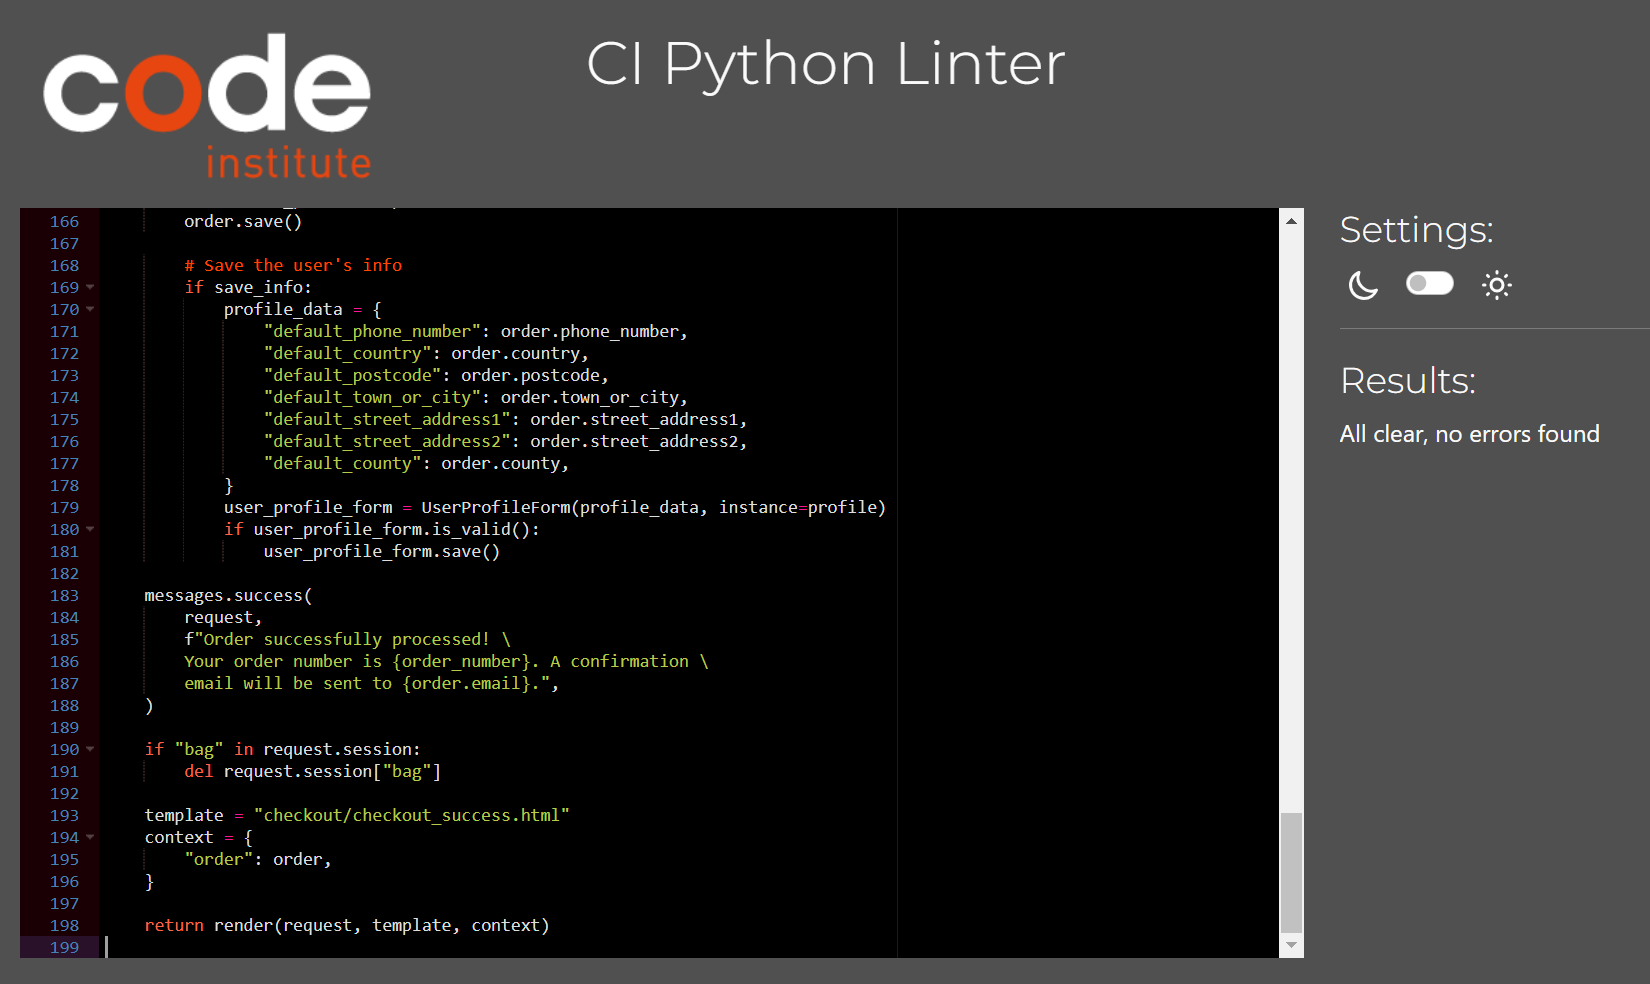 code
institute
CI Python Linter
166 order.save()
167
168 # Save the user's info
169 if save_info:
170 profile_data = {
171 "default_phone_number": order.phone_number,
172 "default_country": order.country,
173 "default_postcode": order.postcode,
174 "default_town_or_city": order.town_or_city,
175 "default_street_address1": order.street_address1,
176 "default_street_address2": order.street_address2,
177 "default_county": order.county,
178 }
179 user_profile_form = UserProfileForm(profile_data, instance=profile)
180 if user_profile_form.is_valid():
181 user_profile_form.save()
182
183 messages.success(
184 request,
185 f"Order successfully processed! \
186 Your order number is {order_number}. A confirmation \
187 email will be sent to {order.email}.",
188 )
189
190 if "bag" in request.session:
191 del request.session["bag"]
192
193 template = "checkout/checkout_success.html"
194 context = {
195 "order": order,
196 }
197
198 return render(request, template, context)
199
Settings:
Results:
All clear, no errors found